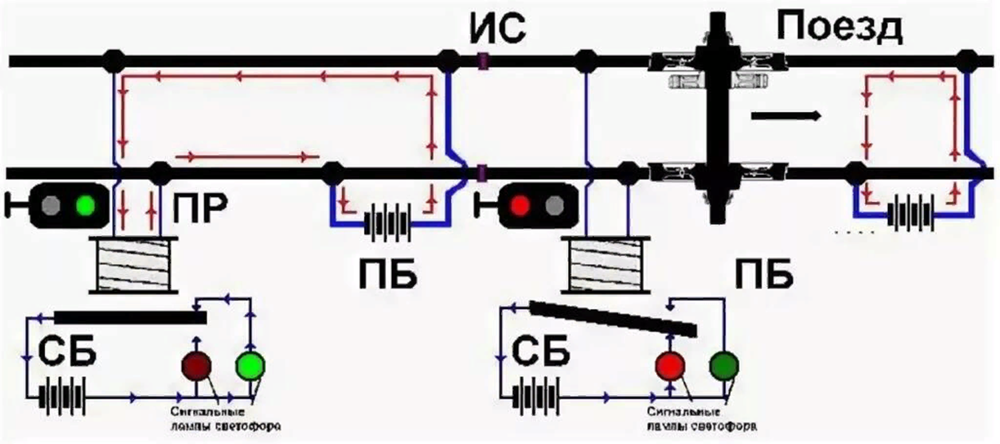 ИС
Поезд
ПР
ПБ
ПБ
СБ
СБ
Сигнальные
лампы светофора
Сигнальные
лампы светофора